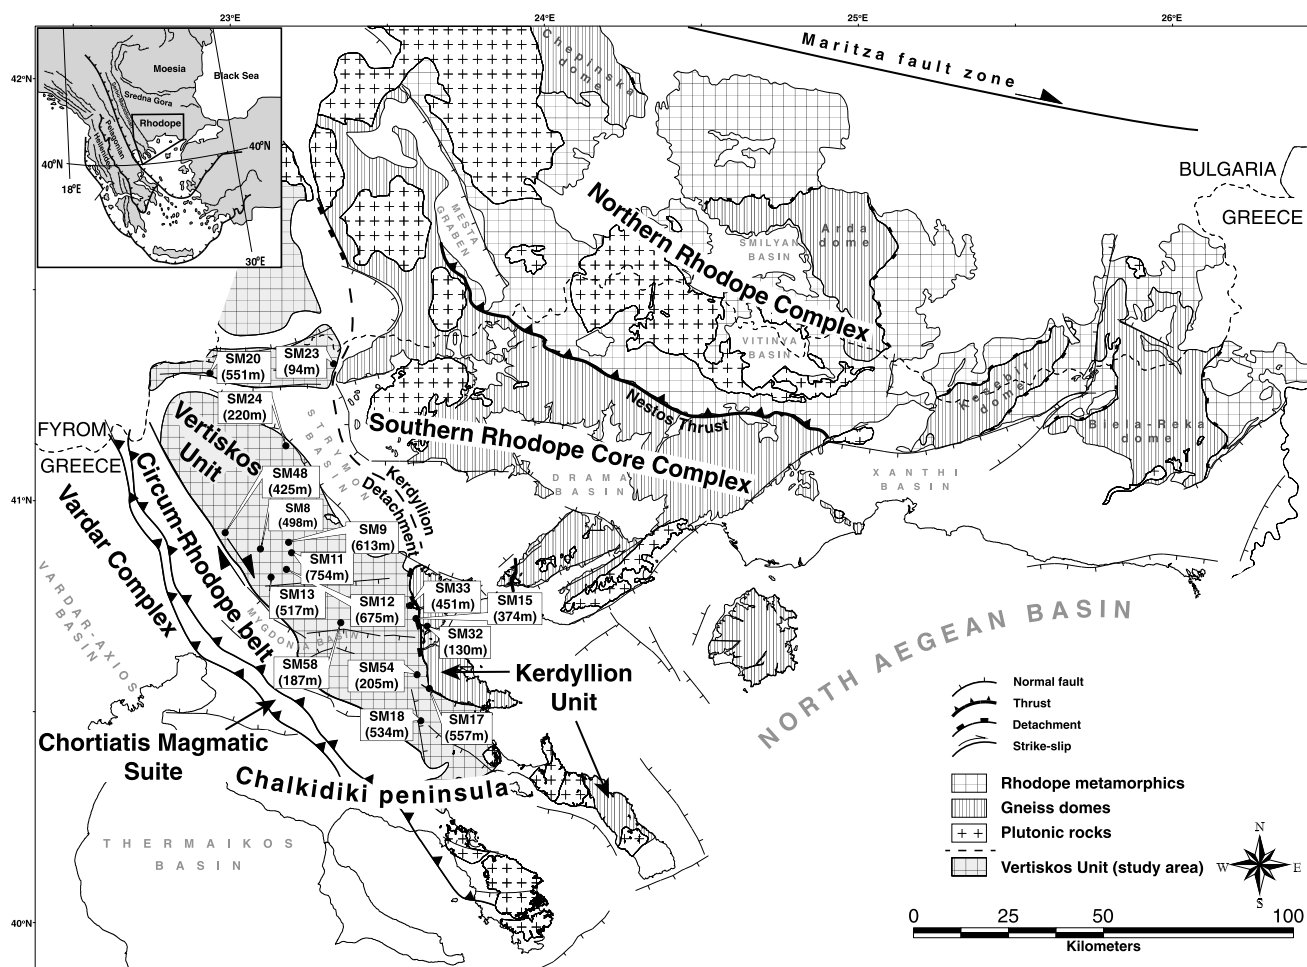 23°E
24°E
25°E
26°E
42°N
41°N
40°N
Moesia
Black Sea
Sredna Gora
Rhodope
Pelagonian
Hellenides
40°N
40°N
18°E
30°E
Chepinska
dome
Maritza fault zone
BULGARIA
GREECE
MESTA
GRABEN
Northern Rhodope Complex
SMILYAN
BASIN
Arda
dome
VITINYA
BASIN
Kesebir
dome
Biela-Reka
dome
Nestos Thrust
Southern Rhodope Core Complex
DRAMA
BASIN
XANTHI
BASIN
STRYMON
BASIN
Kerdyllion
Detachment
FYROM
GREECE
Vertiskos
Unit
Circum-Rhodope belt
Vardar Complex
VARDAR-AXIOS
BASIN
MYGDONIA BASIN
SM20
(551m)
SM23
(94m)
SM24
(220m)
SM48
(425m)
SM8
(498m)
SM9
(613m)
SM11
(754m)
SM13
(517m)
SM12
(675m)
SM33
(451m)
SM15
(374m)
SM32
(130m)
SM58
(187m)
SM54
(205m)
SM18
(534m)
SM17
(557m)
Kerdyllion
Unit
Chortiatis Magmatic
Suite
Chalkidiki peninsula
THERMAIKOS
BASIN
NORTH AEGEAN BASIN
Normal fault
Thrust
Detachment
Strike-slip
Rhodope metamorphics
Gneiss domes
Plutonic rocks
Vertiskos Unit (study area)
N
W
E
S
0
25
50
100
Kilometers